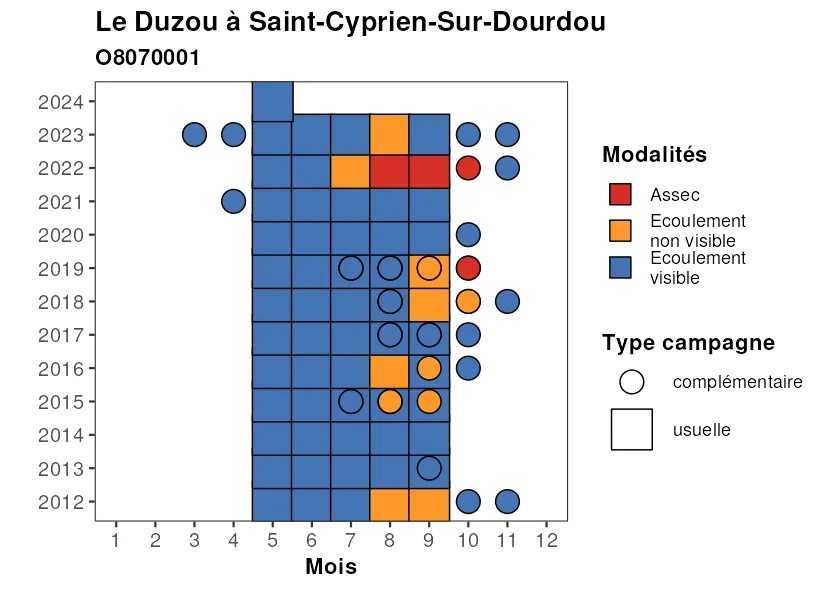 Le Duzou à Saint-Cyprien-Sur-Dourdou
O8070001
2024
2023
2022
2021
2020
2019
2018
2017
2016
2015
2014
2013
2012
1 2 3 4 5 6 7 8 9 10 11 12
Mois
Modalités
Assec
Ecoulement
non visible
Ecoulement
visible
Type campagne
complémentaire
usuelle